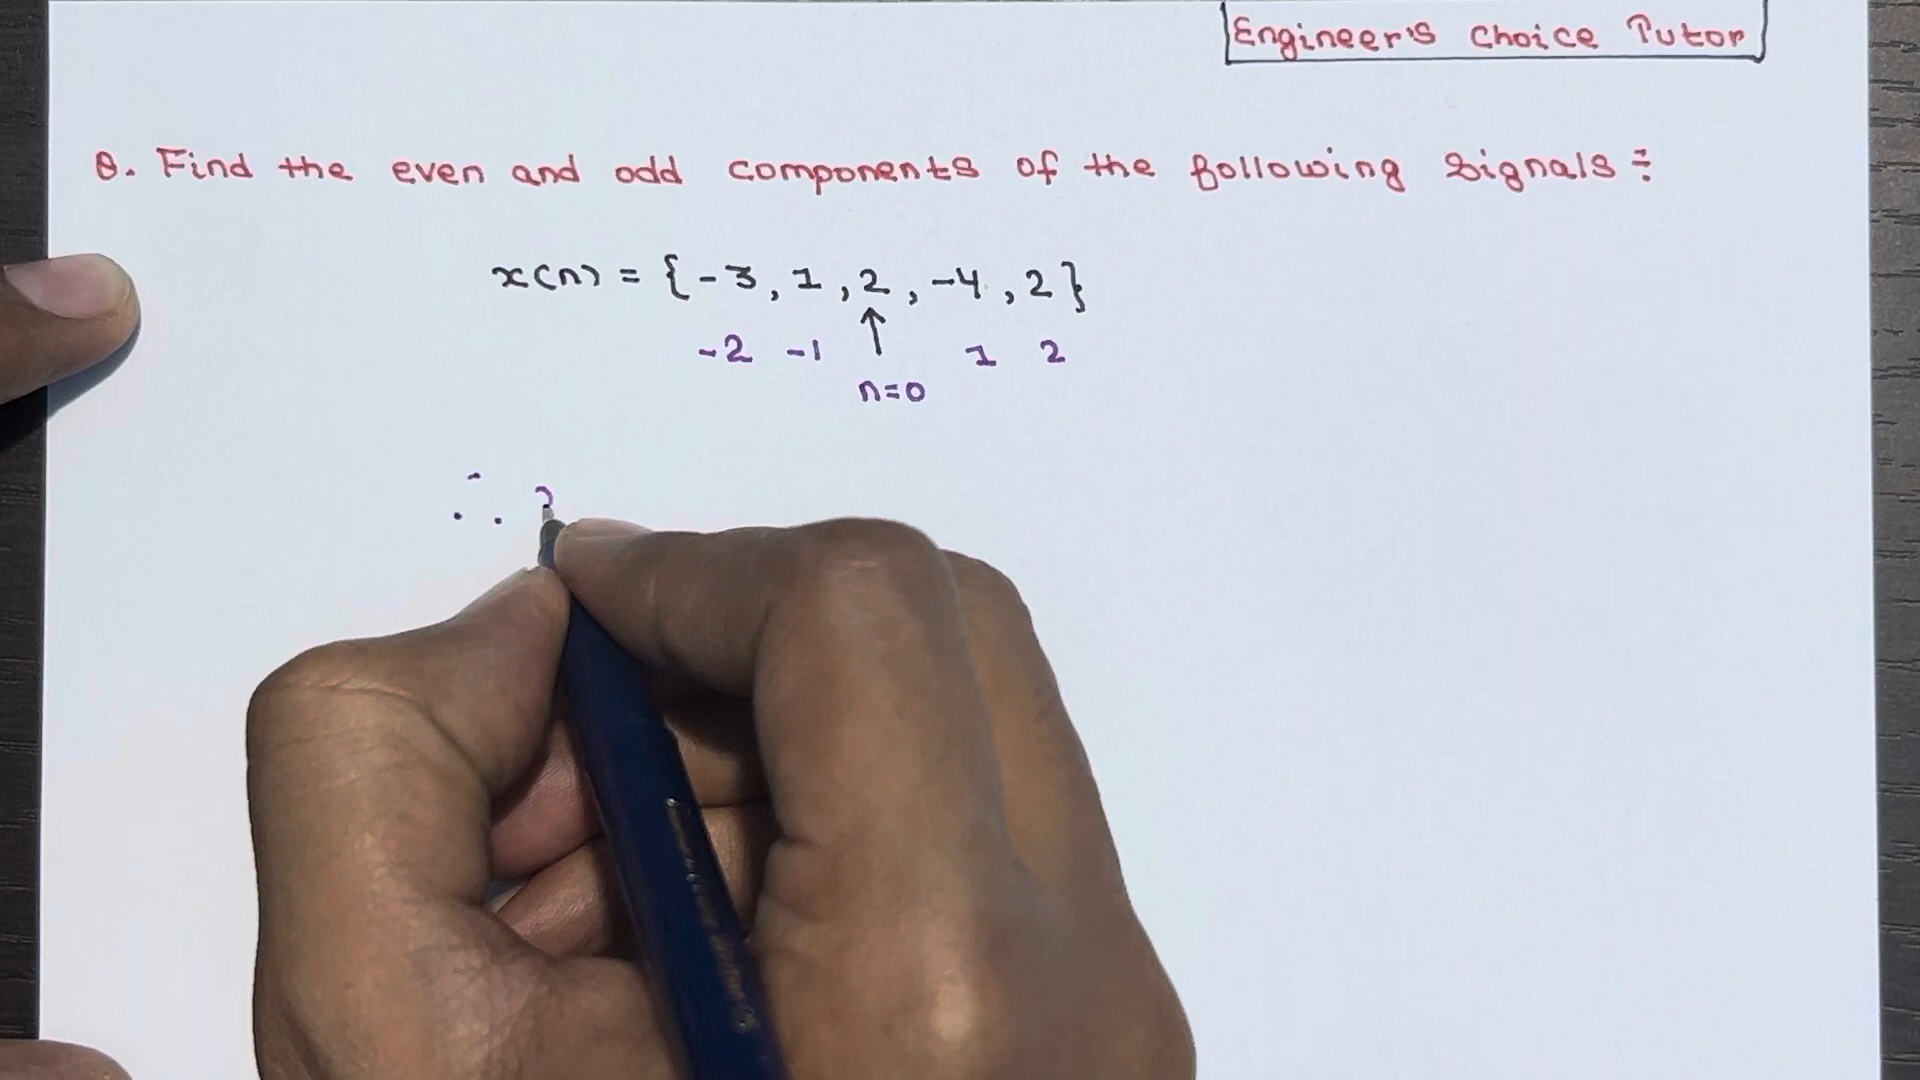 Engineer's Choice Tutor
Q. Find the even and odd components of the following signals ÷
x(n) = {-3, 1, 2, -4, 2}
↑
-2 -1 1 2
n=0
∴